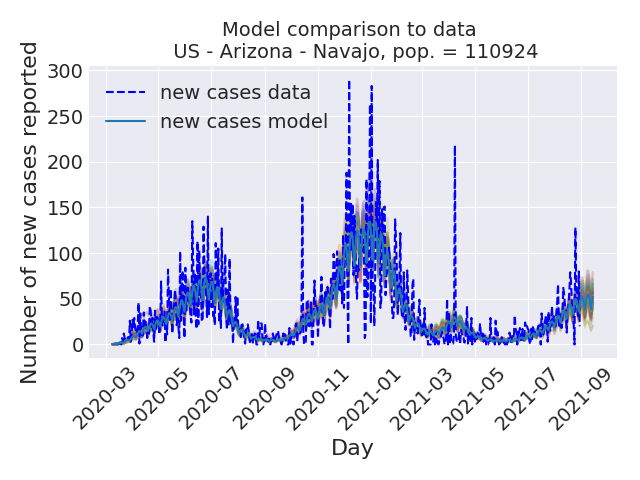 Model comparison to data
US - Arizona - Navajo, pop. = 110924
Number of new cases reported
300
250
200
150
100
50
0
new cases data
new cases model
2020-03
2020-05
2020-07
2020-09
2020-11
2021-01
2021-03
2021-05
2021-07
2021-09
Day